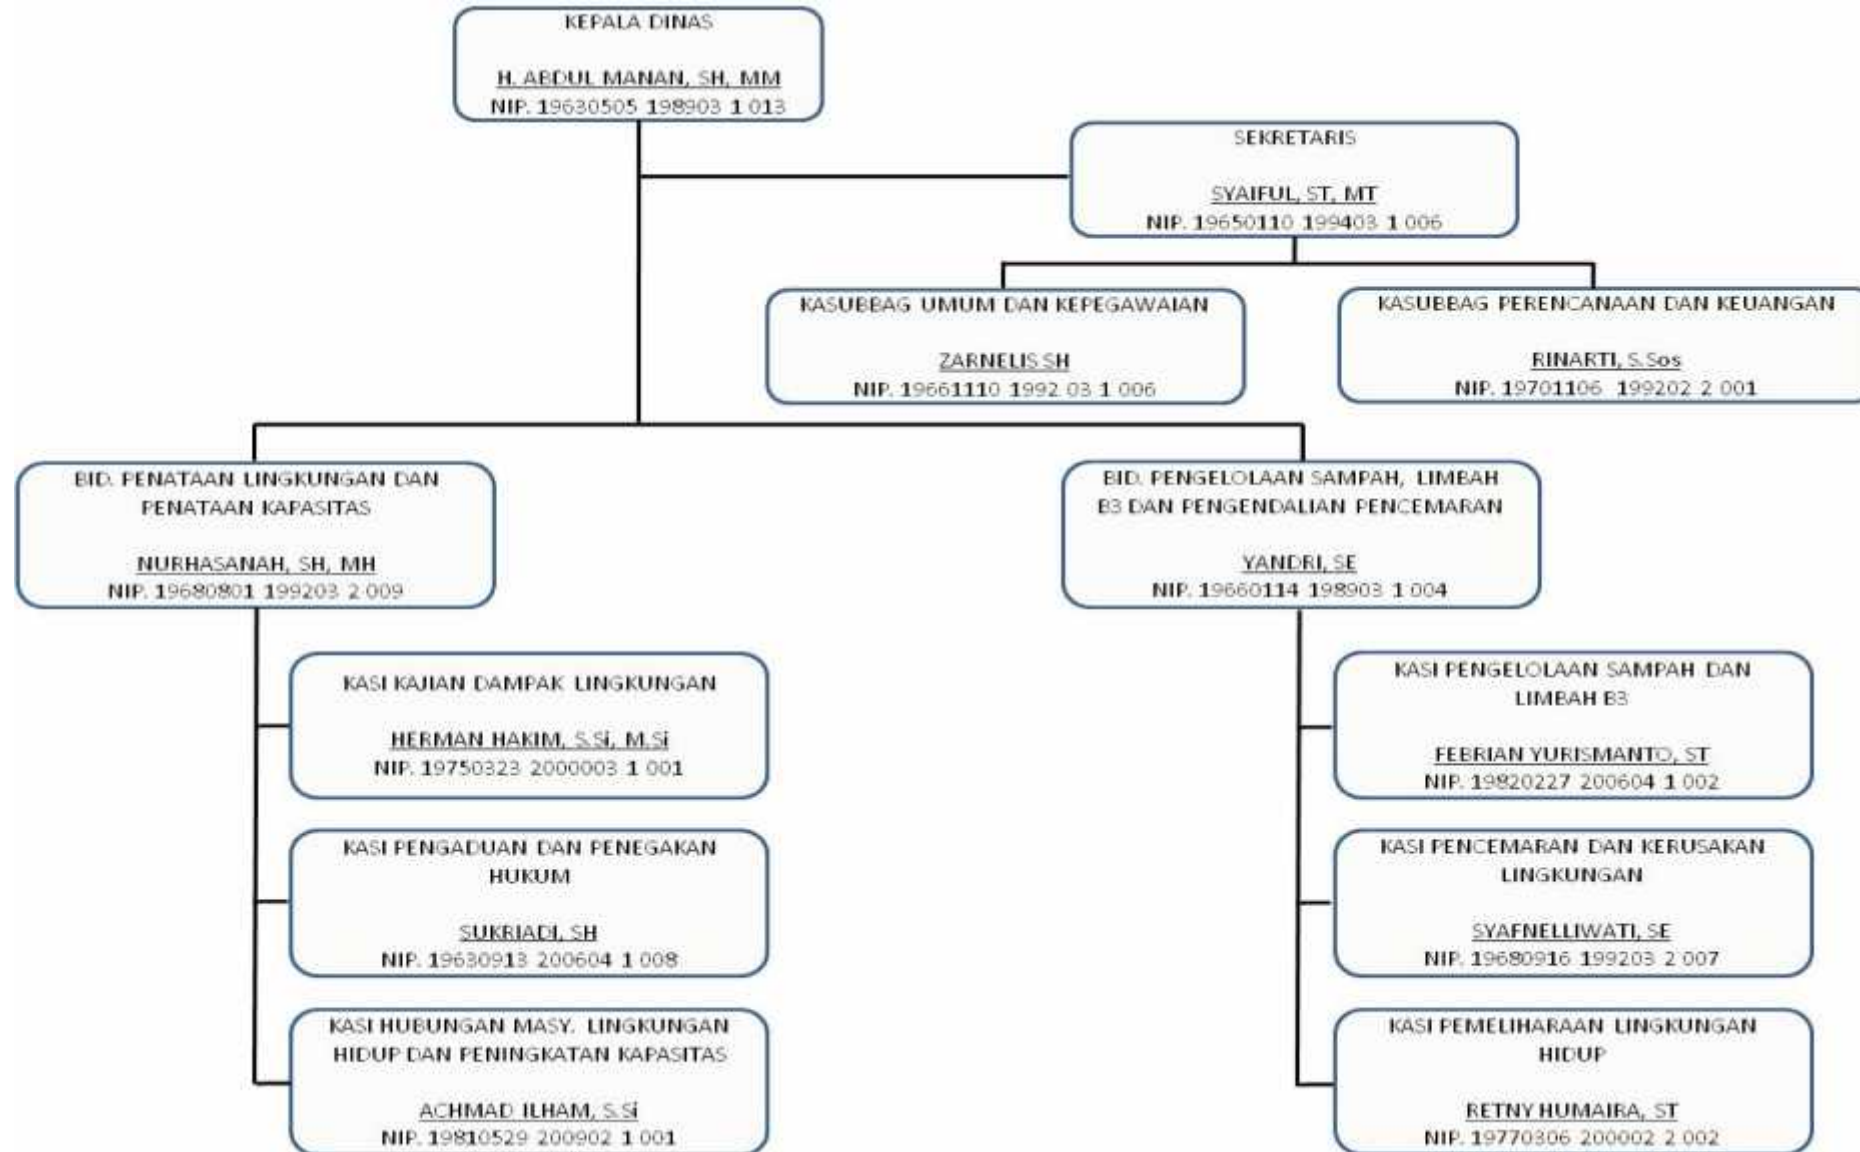 KEPALA DINAS
H. ABDUL MANAN, SH, MM
NIP. 19630505 198903 1 013
SEKRETARIS
SYAIFUL, ST, MT
NIP. 19650110 199403 1 006
KASUBBAG UMUM DAN KEPEGAWAIAN
ZARNELIS SH
NIP. 19661110 1992 03 1 006
KASUBBAG PERENCANAAN DAN KEUANGAN
RINARTI, S.Sos
NIP. 19701106 199202 2 001
BID. PENATAAN LINGKUNGAN DAN
PENATAAN KAPASITAS
NURHASANAH, SH, MH
NIP. 19680801 199203 2 009
BID. PENGELOLAAN SAMPAH, LIMBAH
B3 DAN PENGENDALIAN PENCEMARAN
YANDRI, SE
NIP. 19660114 198903 1 004
KASI KAJIAN DAMPAK LINGKUNGAN
HERMAN HAKIM, S.Si, M.Si
NIP. 19750323 2000003 1 001
KASI PENGADUAN DAN PENEGAKAN
HUKUM
SUKRIADI, SH
NIP. 19630913 200604 1 008
KASI HUBUNGAN MASY. LINGKUNGAN
HIDUP DAN PENINGKATAN KAPASITAS
ACHMAD ILHAM, S.Si
NIP. 19810529 200902 1 001
KASI PENGELOLAAN SAMPAH DAN
LIMBAH B3
FEBRIAN YURISMANTO, ST
NIP. 19820227 200604 1 002
KASI PENCEMARAN DAN KERUSAKAN
LINGKUNGAN
SYAFNELLIWATI, SE
NIP. 19680916 199203 2 007
KASI PEMELIHARAAN LINGKUNGAN
HIDUP
RETNY HUMAIRA, ST
NIP. 19770306 200002 2 002